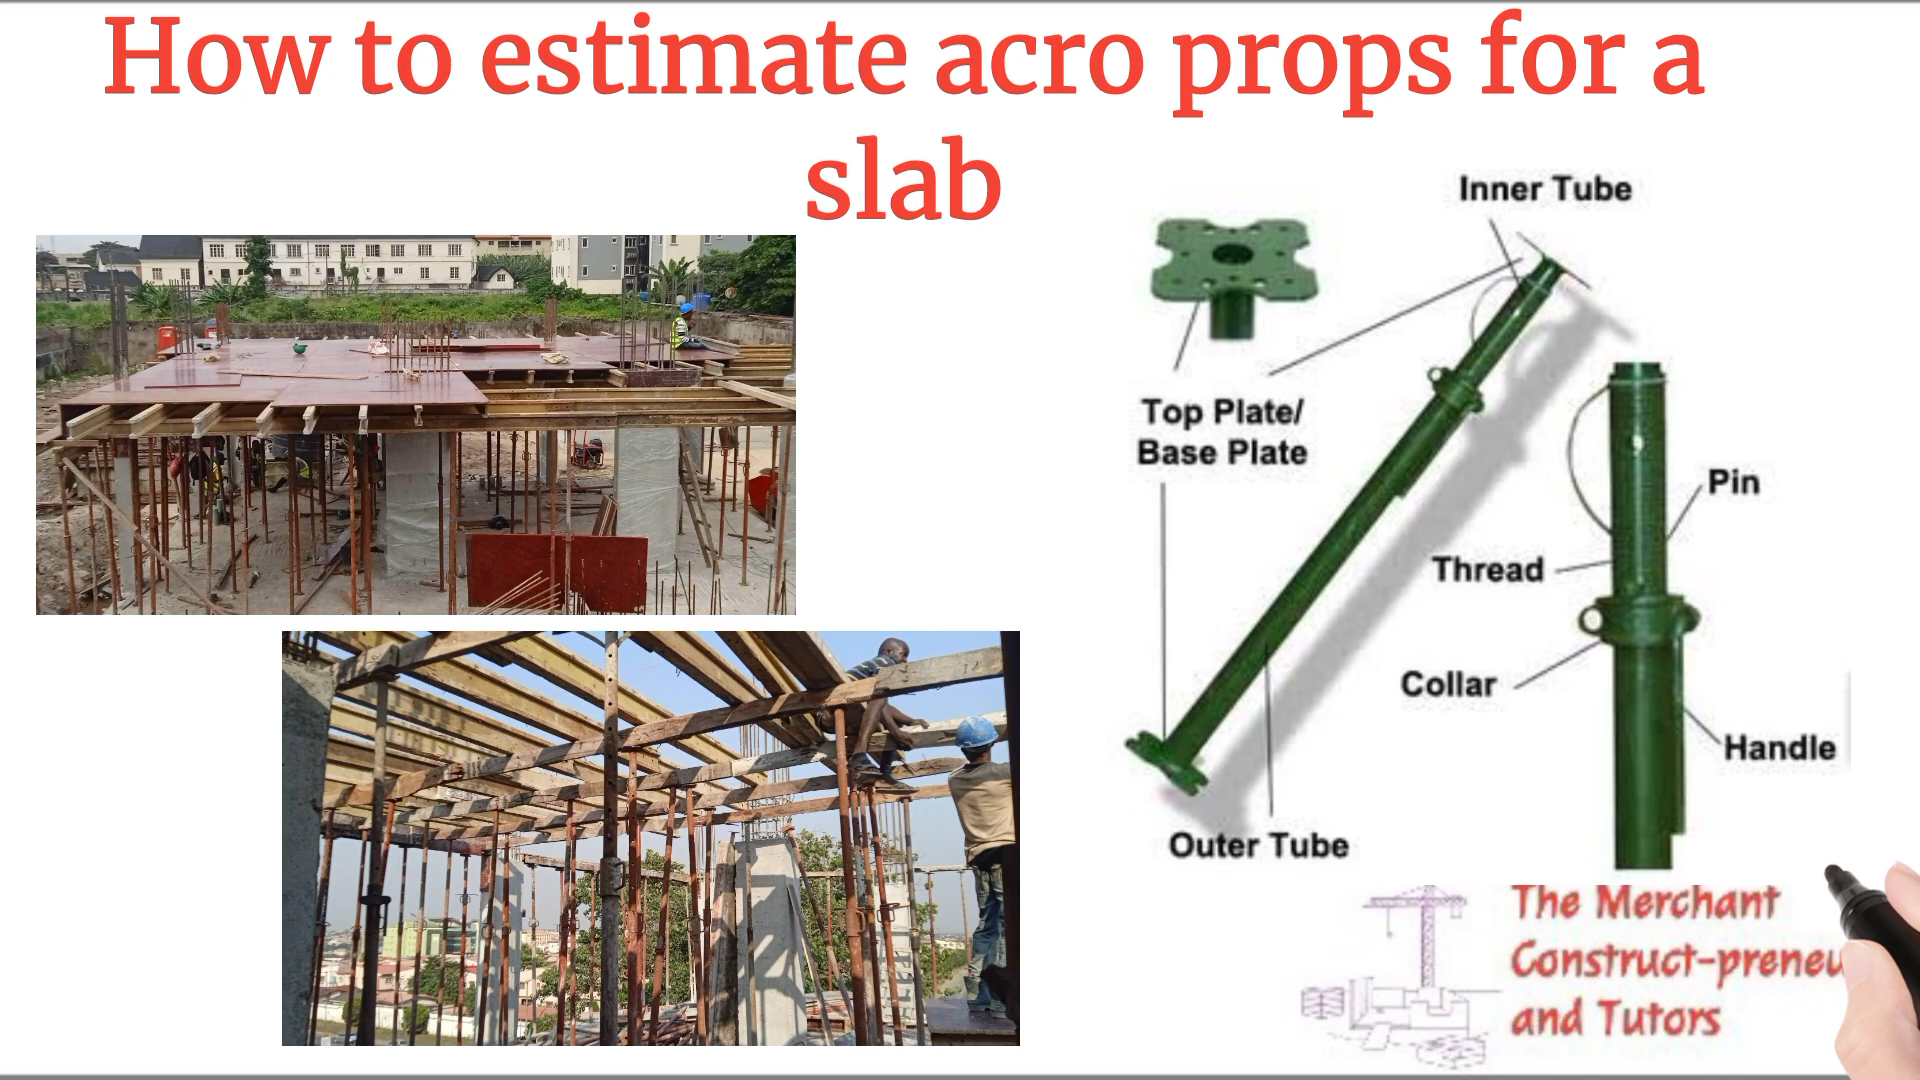 How to estimate acro props for a
slab
Inner Tube
Top Plate/
Base Plate
Pin
Thread
Collar
Handle
Outer Tube
The Merchant
Construct-preneu
and Tutors